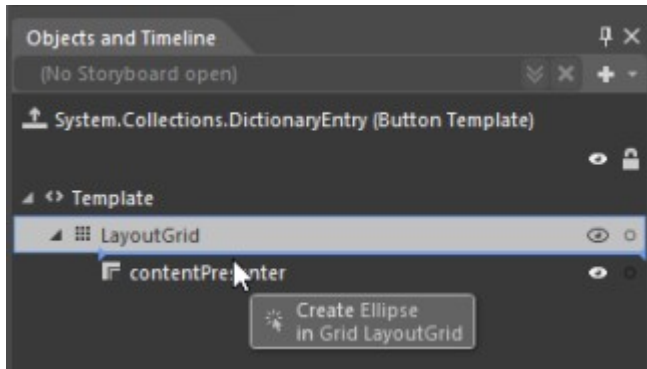 Objects and Timeline
(No Storyboard open)
System.Collections.DictionaryEntry (Button Template)
Template
LayoutGrid
contentPresenter
Create Ellipse
in Grid LayoutGrid